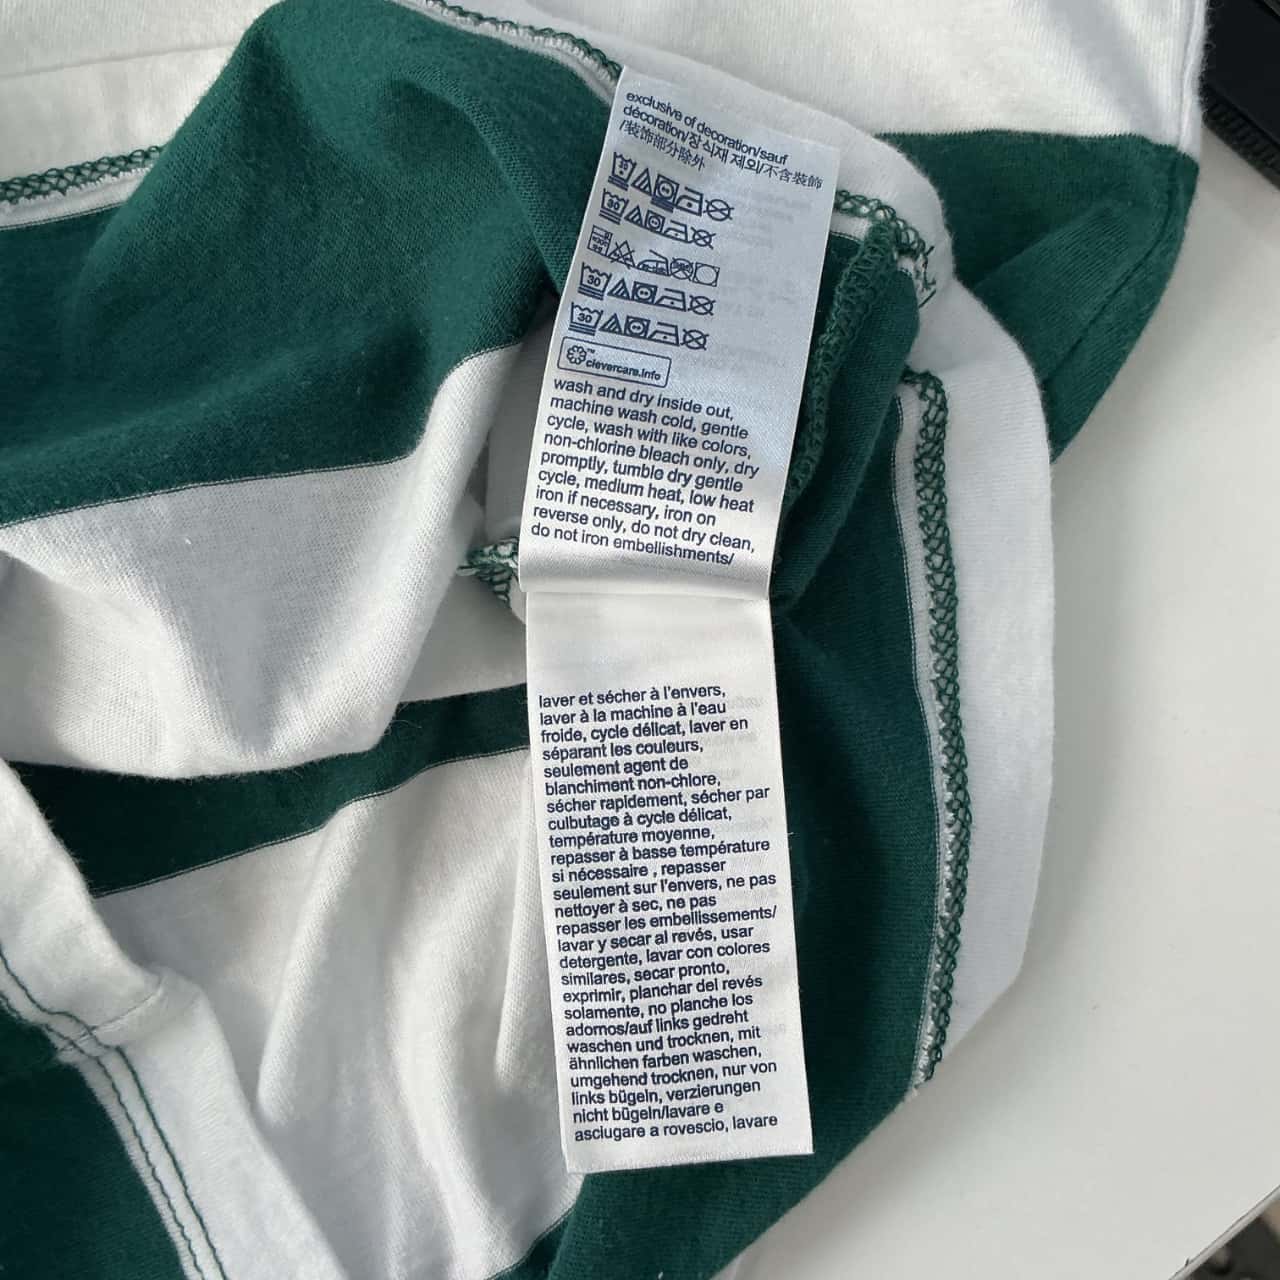 exclusive of decoration/sauf
décoration/장식재 제외/不含裝飾
/装饰部分除外
30
30
30
30
clevercare.info
wash and dry inside out,
machine wash cold, gentle
cycle, wash with like colors,
non-chlorine bleach only, dry
promptly, tumble dry gentle
cycle, medium heat, low heat
iron if necessary, iron on
reverse only, do not dry clean,
do not iron embellishments/
laver et sécher à l'envers,
laver à la machine à l'eau
froide, cycle délicat, laver en
séparant les couleurs,
seulement agent de
blanchiment non-chlore,
sécher rapidement, sécher par
culbutage à cycle délicat,
température moyenne,
repasser à basse température
si nécessaire , repasser
seulement sur l'envers, ne pas
nettoyer à sec, ne pas
repasser les embellissements/
lavar y secar al revés, usar
detergente, lavar con colores
similares, secar pronto,
exprimir, planchar del revés
solamente, no planche los
adornos/auf links gedreht
waschen und trocknen, mit
ähnlichen farben waschen,
umgehend trocknen, nur von
links bügeln, verzierungen
nicht bügeln/lavare e
asciugare a rovescio, lavare